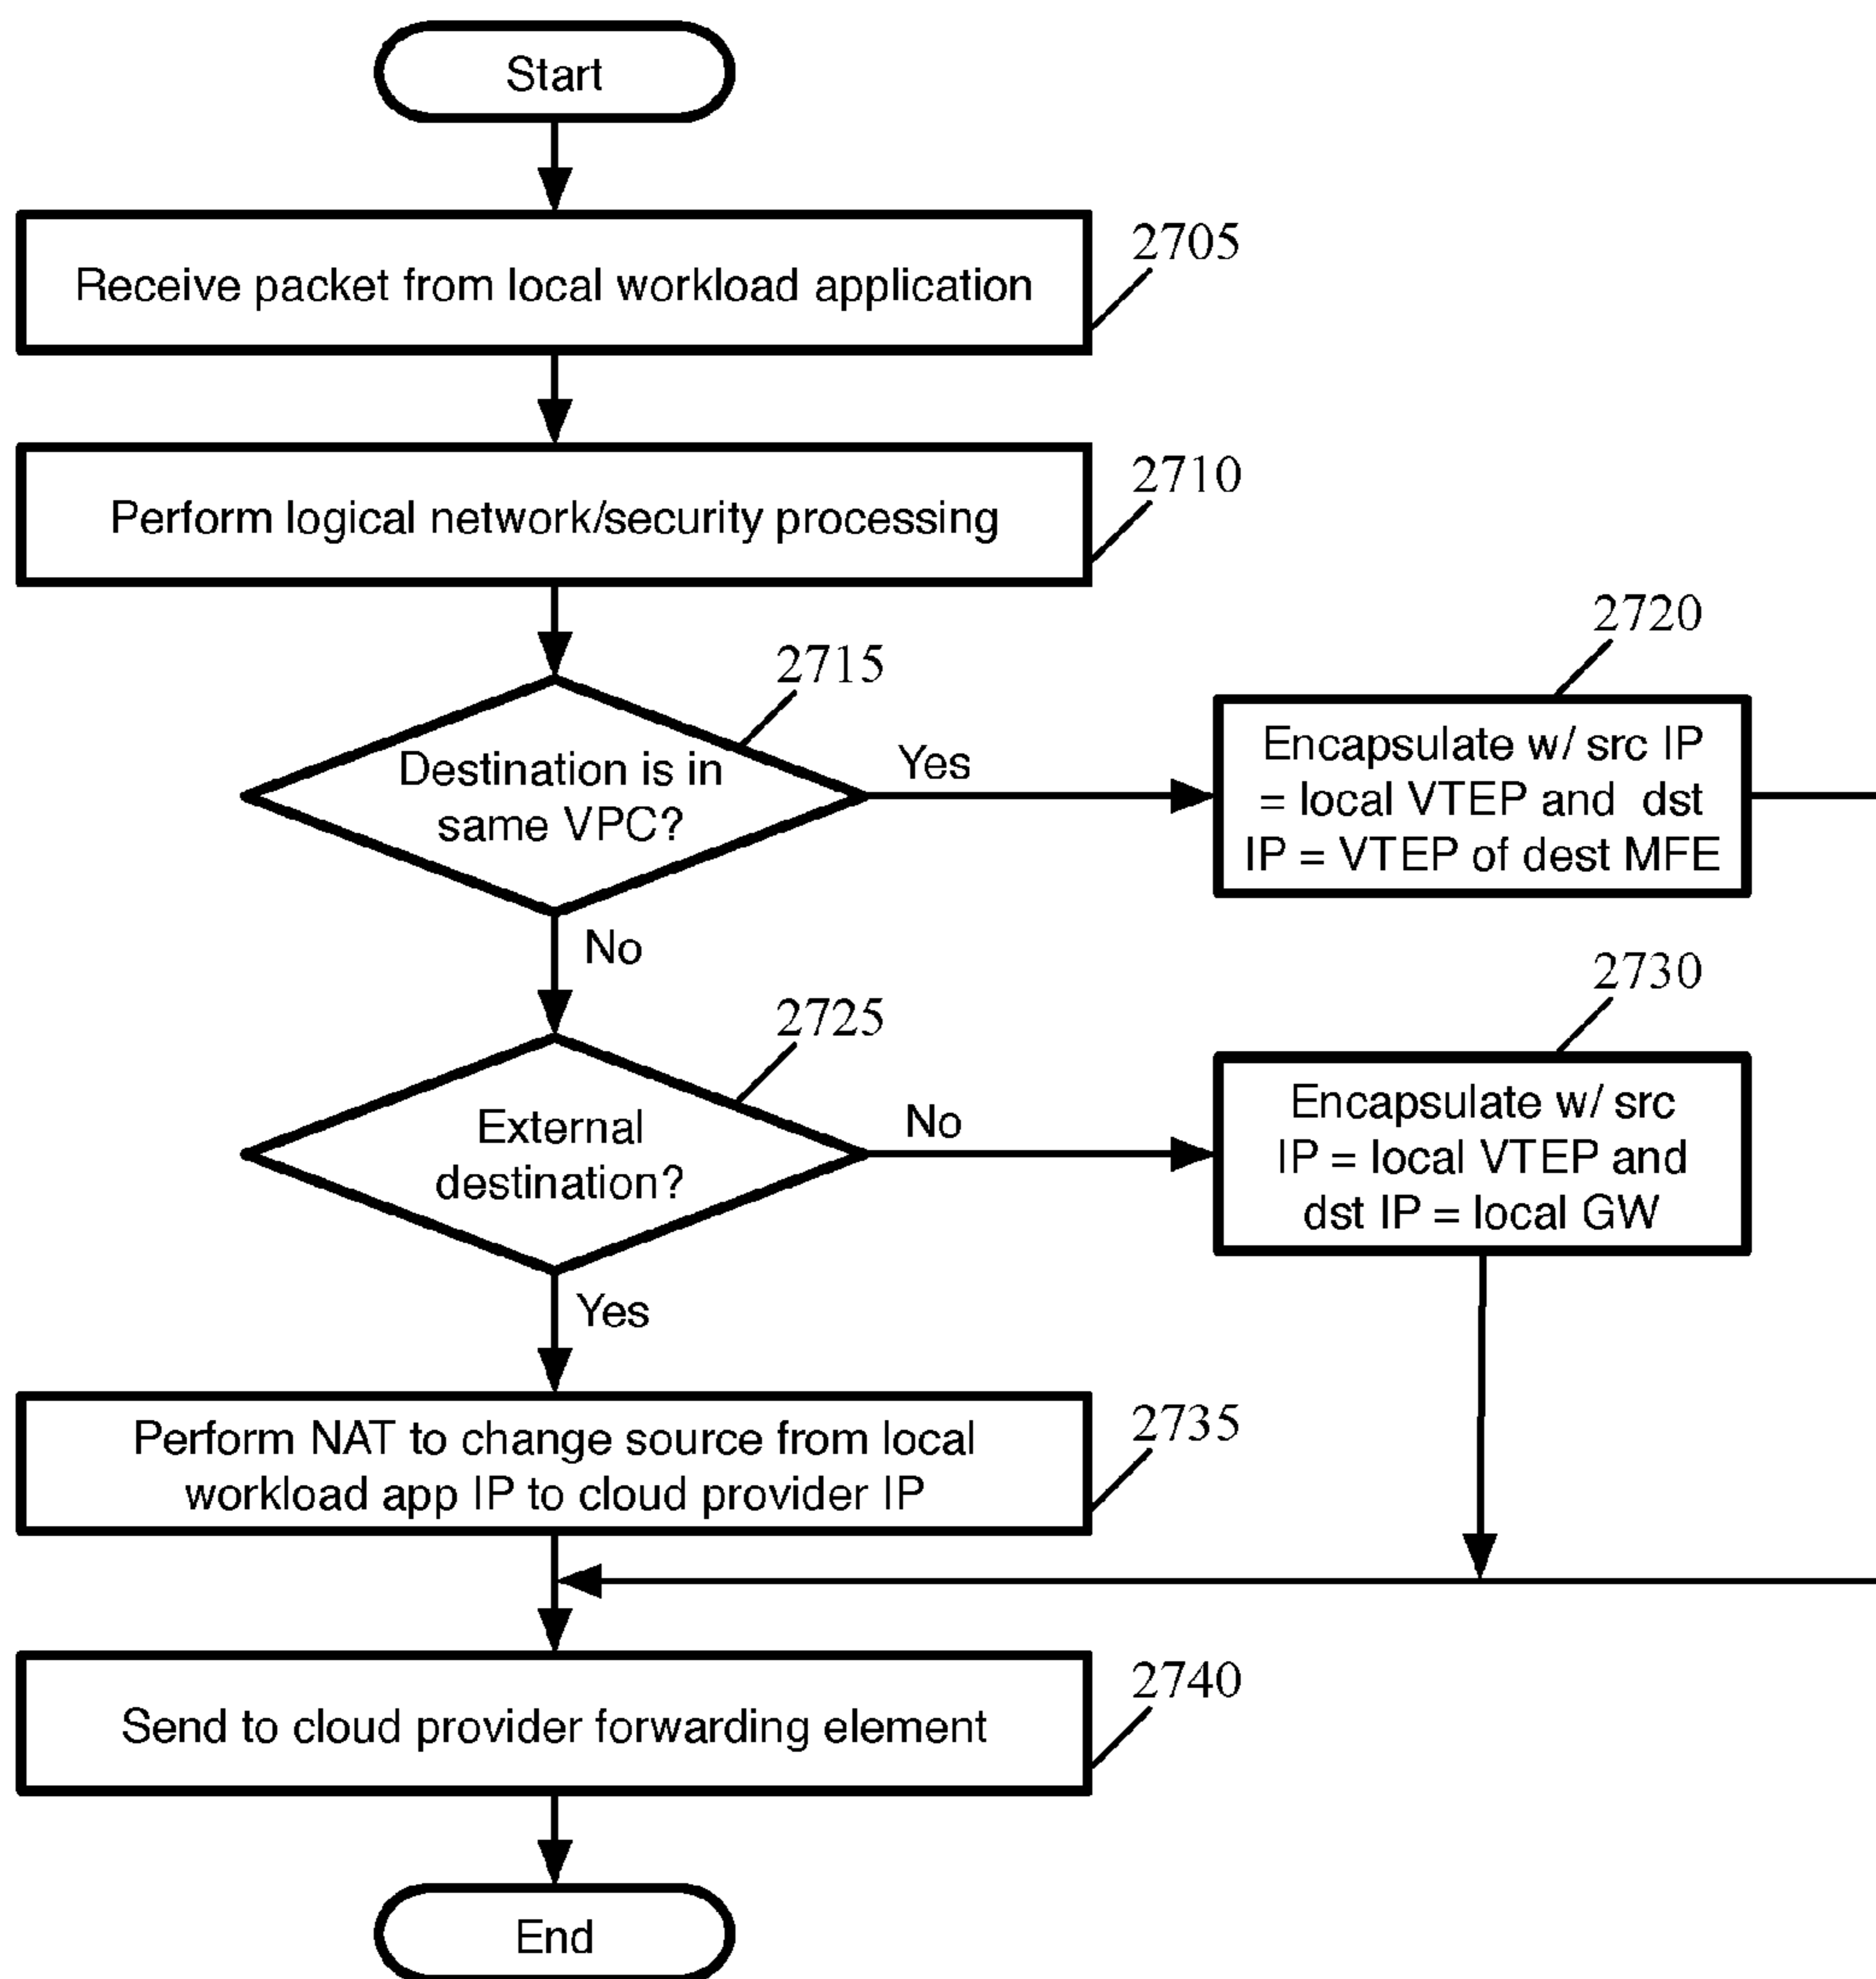 Start
2705
Receive packet from local workload application
2710
Perform logical network/security processing
2715
Destination is in
same VPC?
Yes
2720
Encapsulate w/ src IP
= local VTEP and dst
IP = VTEP of dest MFE
No
2725
External
destination?
No
2730
Encapsulate w/ src
IP = local VTEP and
dst IP = local GW
Yes
2735
Perform NAT to change source from local
workload app IP to cloud provider IP
2740
Send to cloud provider forwarding element
End